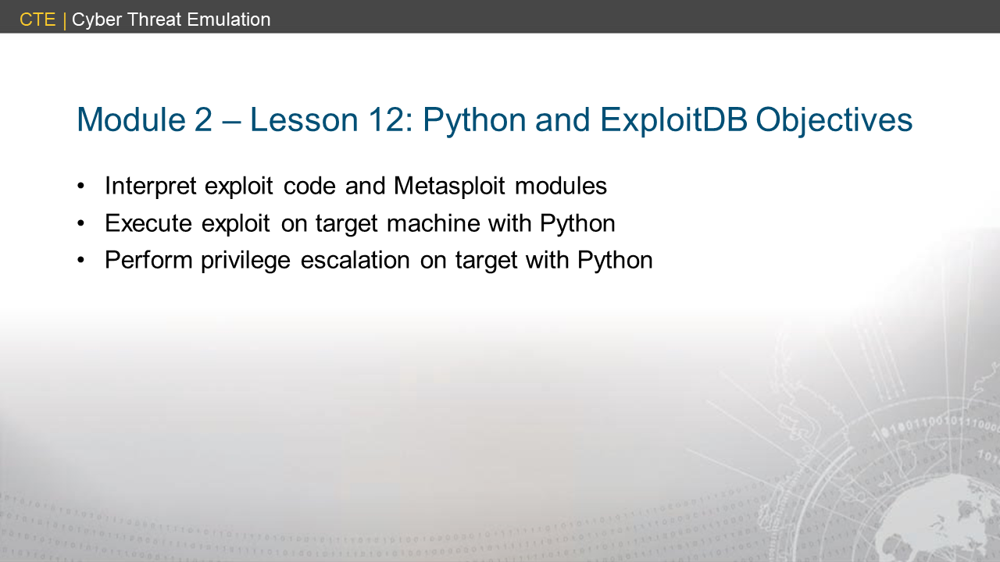 CTE | Cyber Threat Emulation
Module 2 – Lesson 12: Python and ExploitDB Objectives
• Interpret exploit code and Metasploit modules
• Execute exploit on target machine with Python
• Perform privilege escalation on target with Python